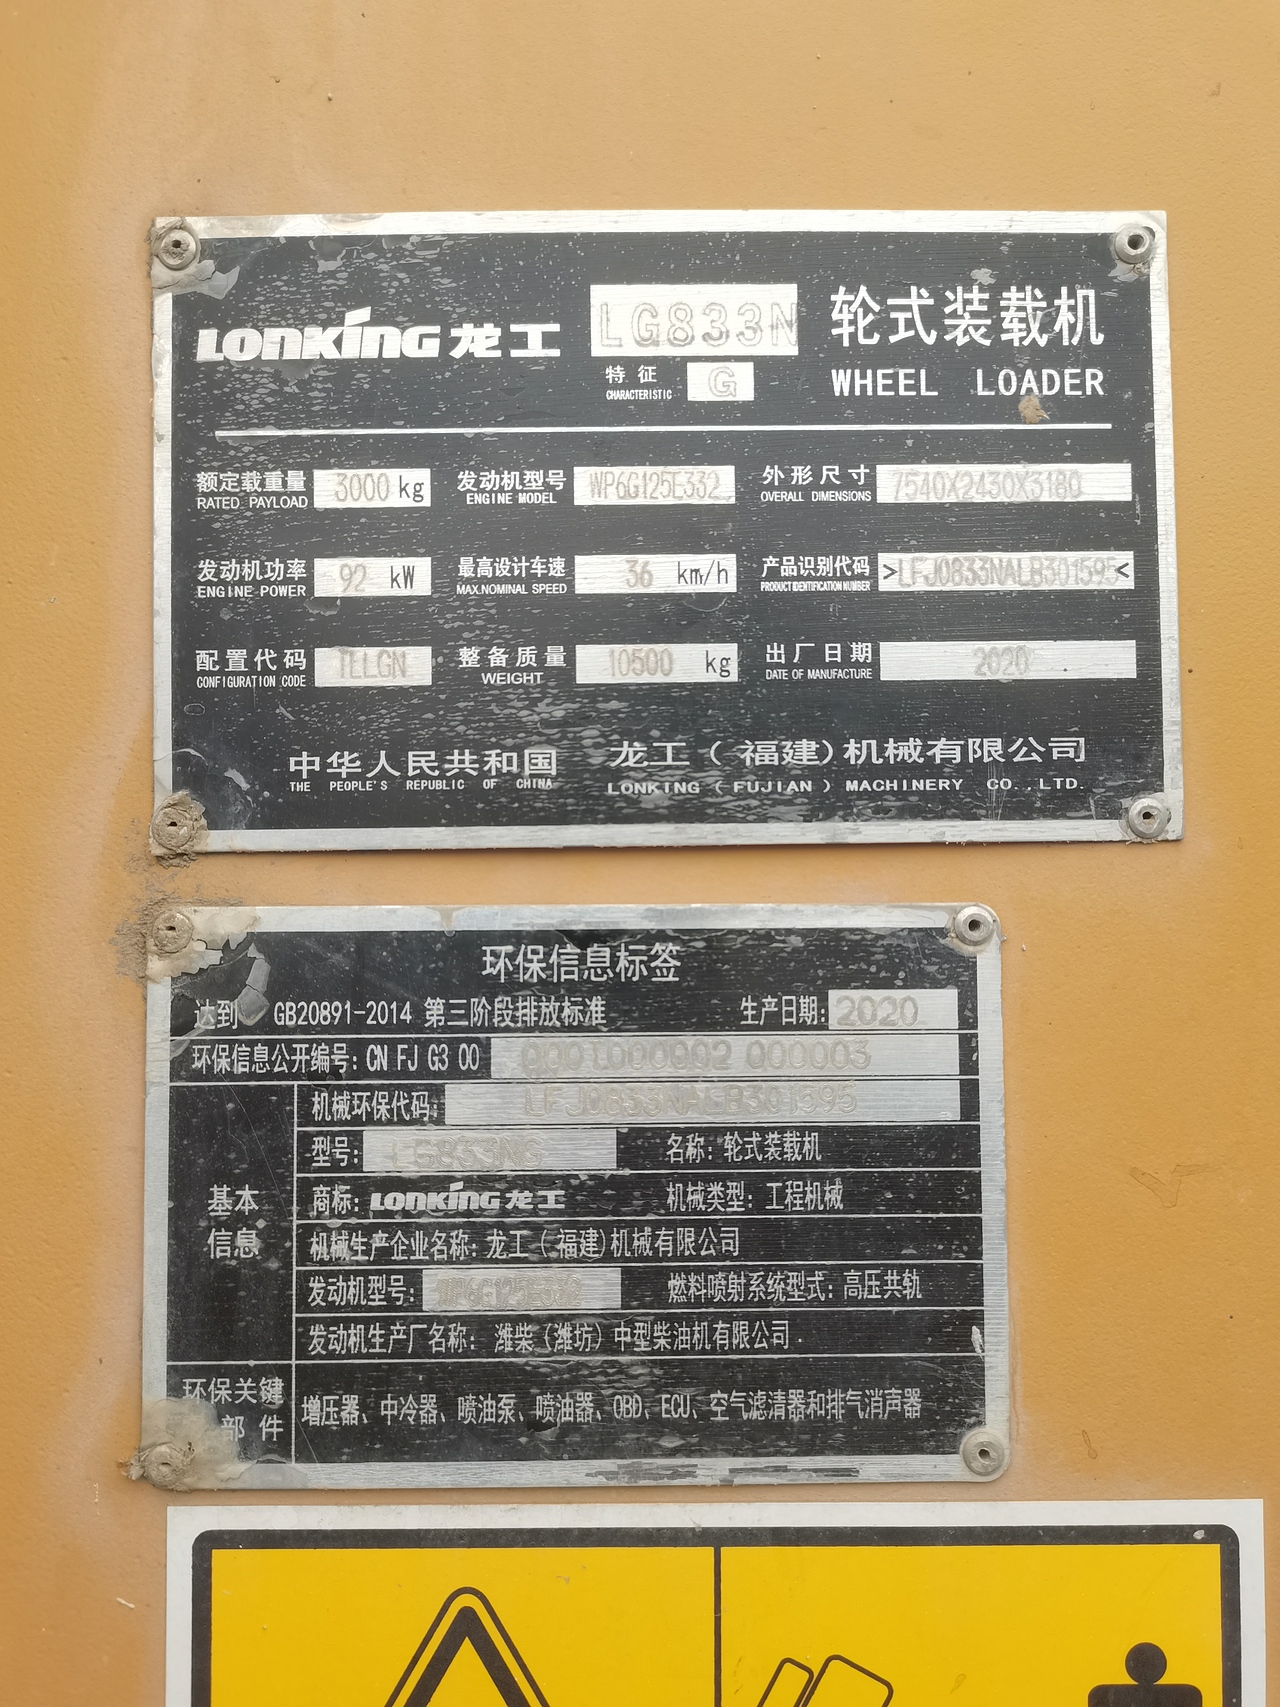 LONKING 龙工 LG833N 轮式装载机
特征 G
CHARACTERISTIC
WHEEL LOADER
额定载重量 3000 kg 发动机型号 WP6G125E332 外形尺寸 7540X2430X3180
RATED PAYLOAD ENGINE MODEL OVERALL DIMENSIONS
发动机功率 92 kW 最高设计车速 36 km/h 产品识别代码 >LFJ0833NALB301595<
ENGINE POWER MAX.NOMINAL SPEED PRODUCT IDENTIFICATION NUMBER
配置代码 TLLGN 整备质量 10500 kg 出厂日期 2020
CONFIGURATION CODE WEIGHT DATE OF MANUFACTURE
中华人民共和国 龙工(福建)机械有限公司
THE PEOPLE'S REPUBLIC OF CHINA LONKING (FUJIAN) MACHINERY CO.,LTD.
环保信息标签
达到 GB20891-2014 第三阶段排放标准 生产日期: 2020
环保信息公开编号: CN FJ G3 00 0001000002 000003
机械环保代码: LFJ0833NALB301595
型号: LG833NG 名称: 轮式装载机
基本信息
商标: LONKING 龙工 机械类型: 工程机械
机械生产企业名称: 龙工(福建)机械有限公司
发动机型号: WP6G125E332 燃料喷射系统型式: 高压共轨
发动机生产厂名称: 潍柴(潍坊)中型柴油机有限公司.
环保关键部件
增压器、中冷器、喷油泵、喷油器、OBD、ECU、空气滤清器和排气消声器